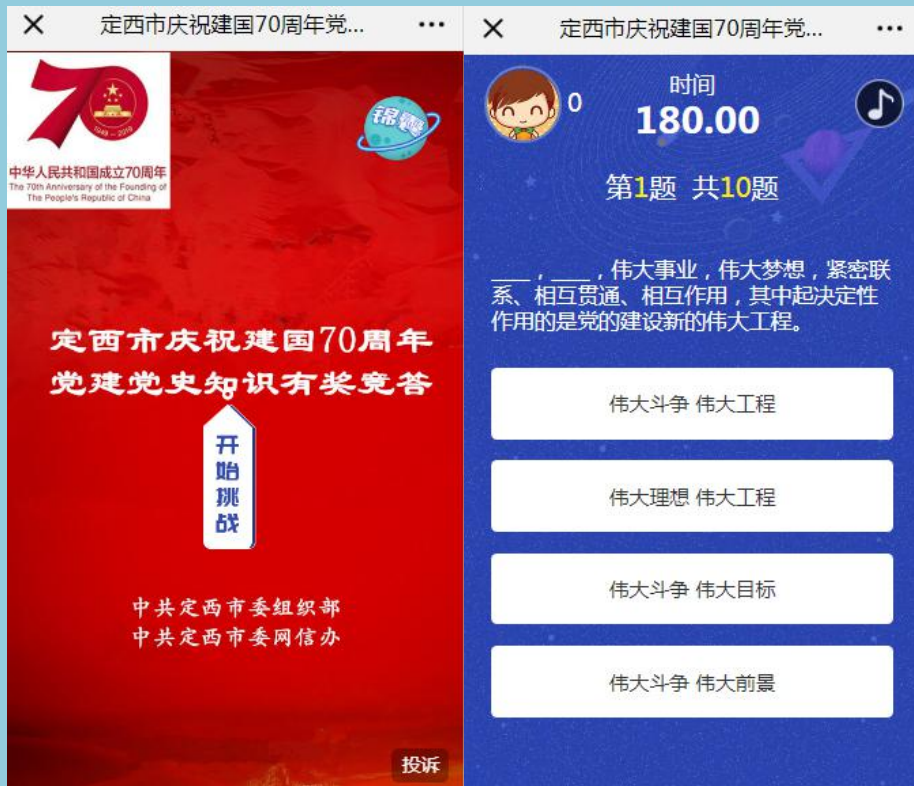 定西市庆祝建国70周年党...
70
1949-2019
中华人民共和国成立70周年
The 70th Anniversary of the Founding of
The People's Republic of China
锦囊
定西市庆祝建国70周年
党建党史知识有奖竞答
开
始
挑
战
中共定西市委组织部
中共定西市委网信办
投诉
定西市庆祝建国70周年党...
0
时间
180.00
第1题 共10题
____，____，伟大事业，伟大梦想，紧密联
系、相互贯通、相互作用，其中起决定性
作用的是党的建设新的伟大工程。
伟大斗争 伟大工程
伟大理想 伟大工程
伟大斗争 伟大目标
伟大斗争 伟大前景